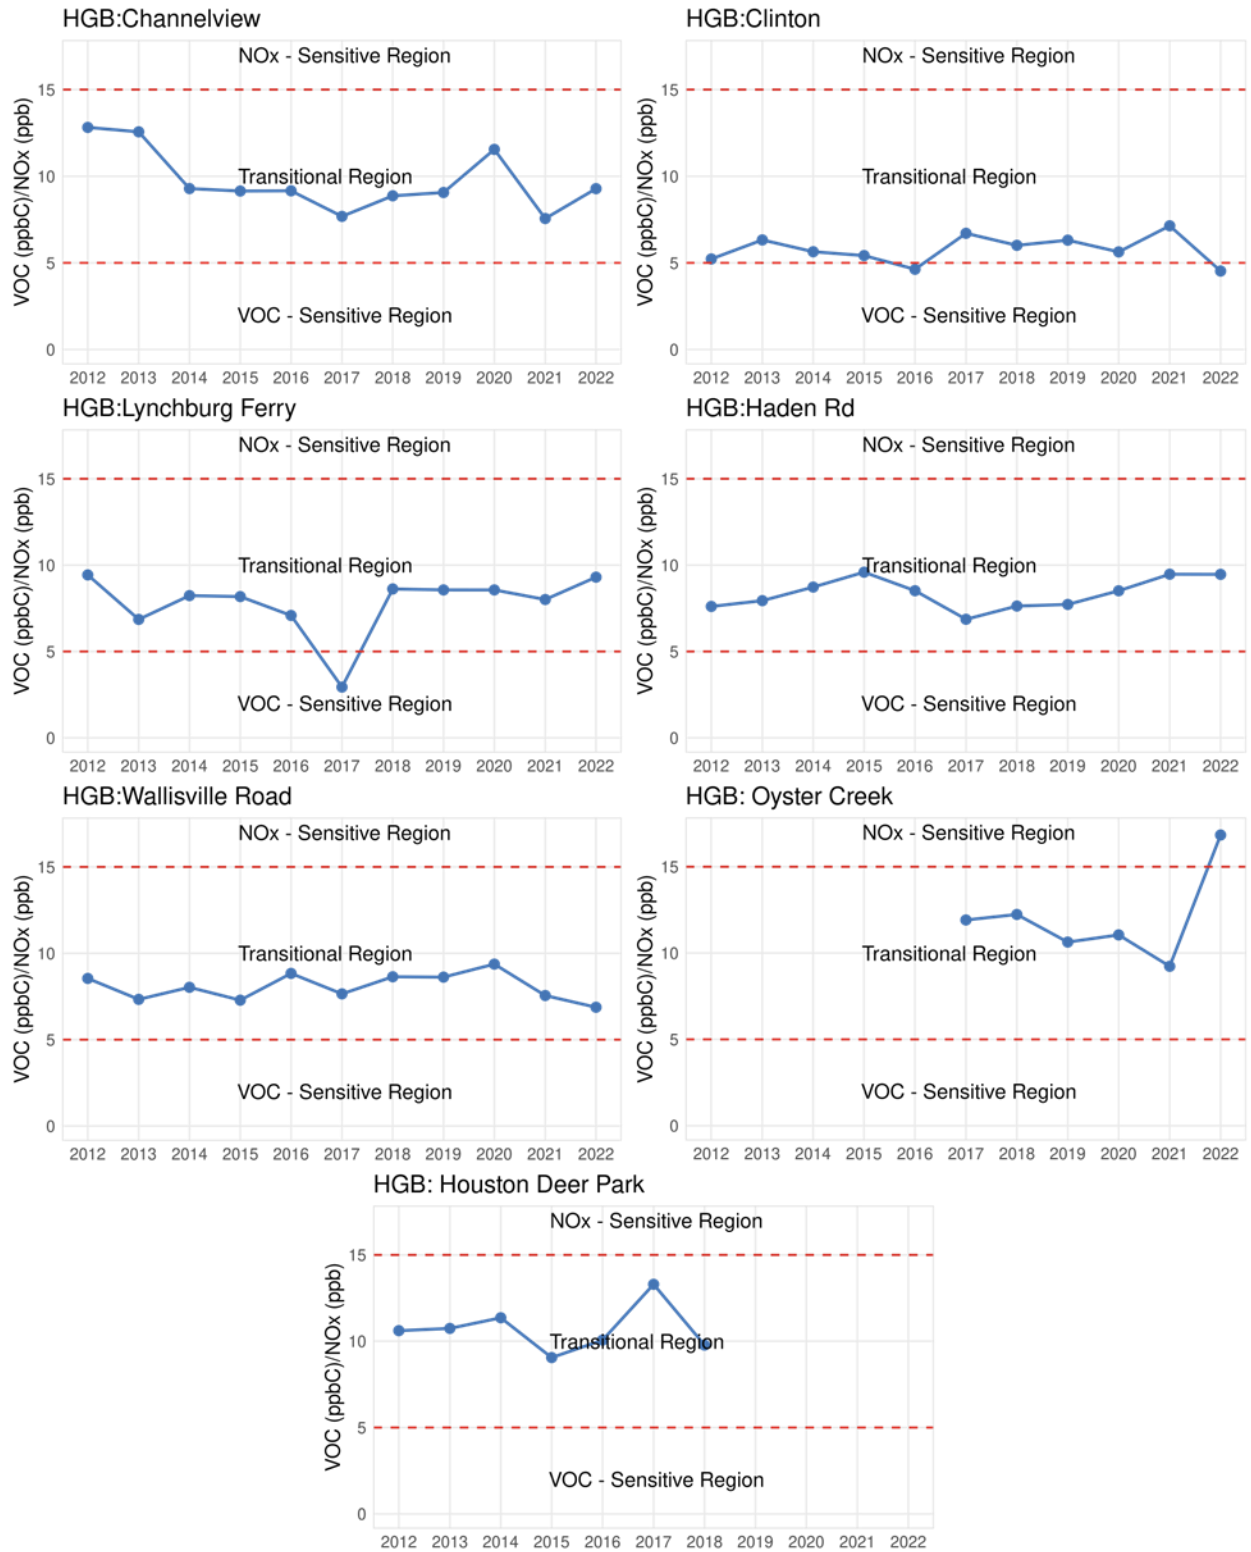 HGB:Channelview
NOx - Sensitive Region
15
Transitional Region
10
5
VOC - Sensitive Region
0
VOC (ppbC)/NOx (ppb)
2012 2013 2014 2015 2016 2017 2018 2019 2020 2021 2022
HGB:Clinton
NOx - Sensitive Region
15
Transitional Region
10
5
VOC - Sensitive Region
0
VOC (ppbC)/NOx (ppb)
2012 2013 2014 2015 2016 2017 2018 2019 2020 2021 2022
HGB:Lynchburg Ferry
NOx - Sensitive Region
15
Transitional Region
10
5
VOC - Sensitive Region
0
VOC (ppbC)/NOx (ppb)
2012 2013 2014 2015 2016 2017 2018 2019 2020 2021 2022
HGB:Haden Rd
NOx - Sensitive Region
15
Transitional Region
10
5
VOC - Sensitive Region
0
VOC (ppbC)/NOx (ppb)
2012 2013 2014 2015 2016 2017 2018 2019 2020 2021 2022
HGB:Wallisville Road
NOx - Sensitive Region
15
Transitional Region
10
5
VOC - Sensitive Region
0
VOC (ppbC)/NOx (ppb)
2012 2013 2014 2015 2016 2017 2018 2019 2020 2021 2022
HGB: Oyster Creek
NOx - Sensitive Region
15
Transitional Region
10
5
VOC - Sensitive Region
0
VOC (ppbC)/NOx (ppb)
2012 2013 2014 2015 2016 2017 2018 2019 2020 2021 2022
HGB: Houston Deer Park
NOx - Sensitive Region
15
Transitional Region
10
5
VOC - Sensitive Region
0
VOC (ppbC)/NOx (ppb)
2012 2013 2014 2015 2016 2017 2018 2019 2020 2021 2022